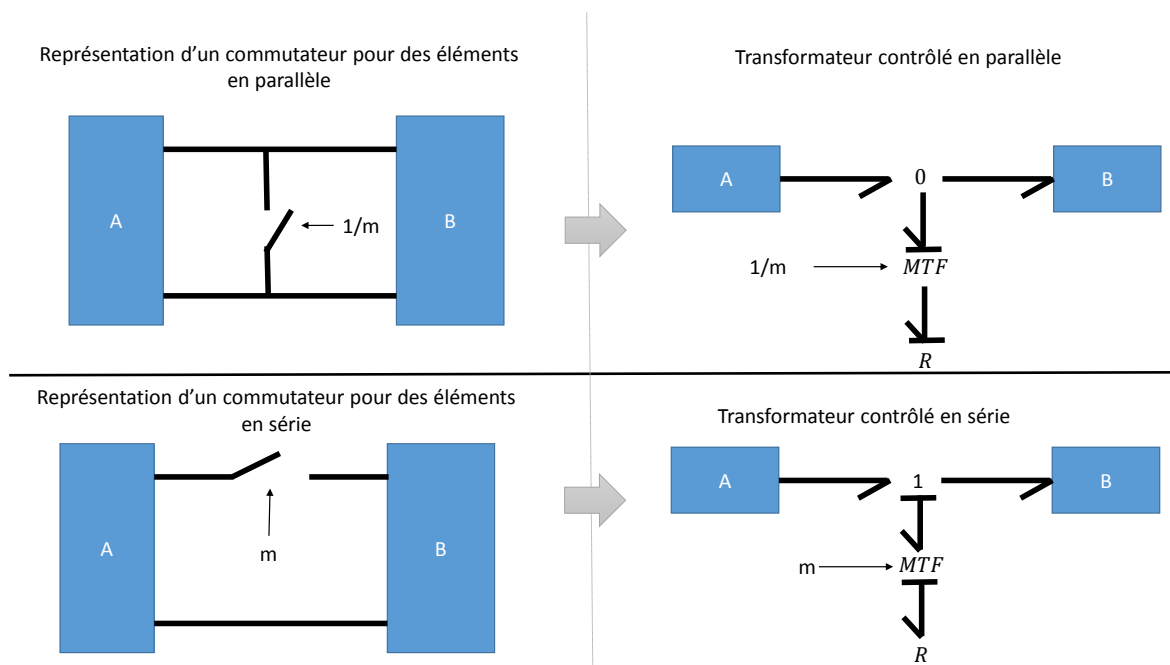 Représentation d'un commutateur pour des éléments
en parallèle
A
B
1/m
Transformateur contrôlé en parallèle
A
0
B
1/m
MTF
R
Représentation d'un commutateur pour des éléments
en série
A
B
m
Transformateur contrôlé en série
A
1
B
m
MTF
R